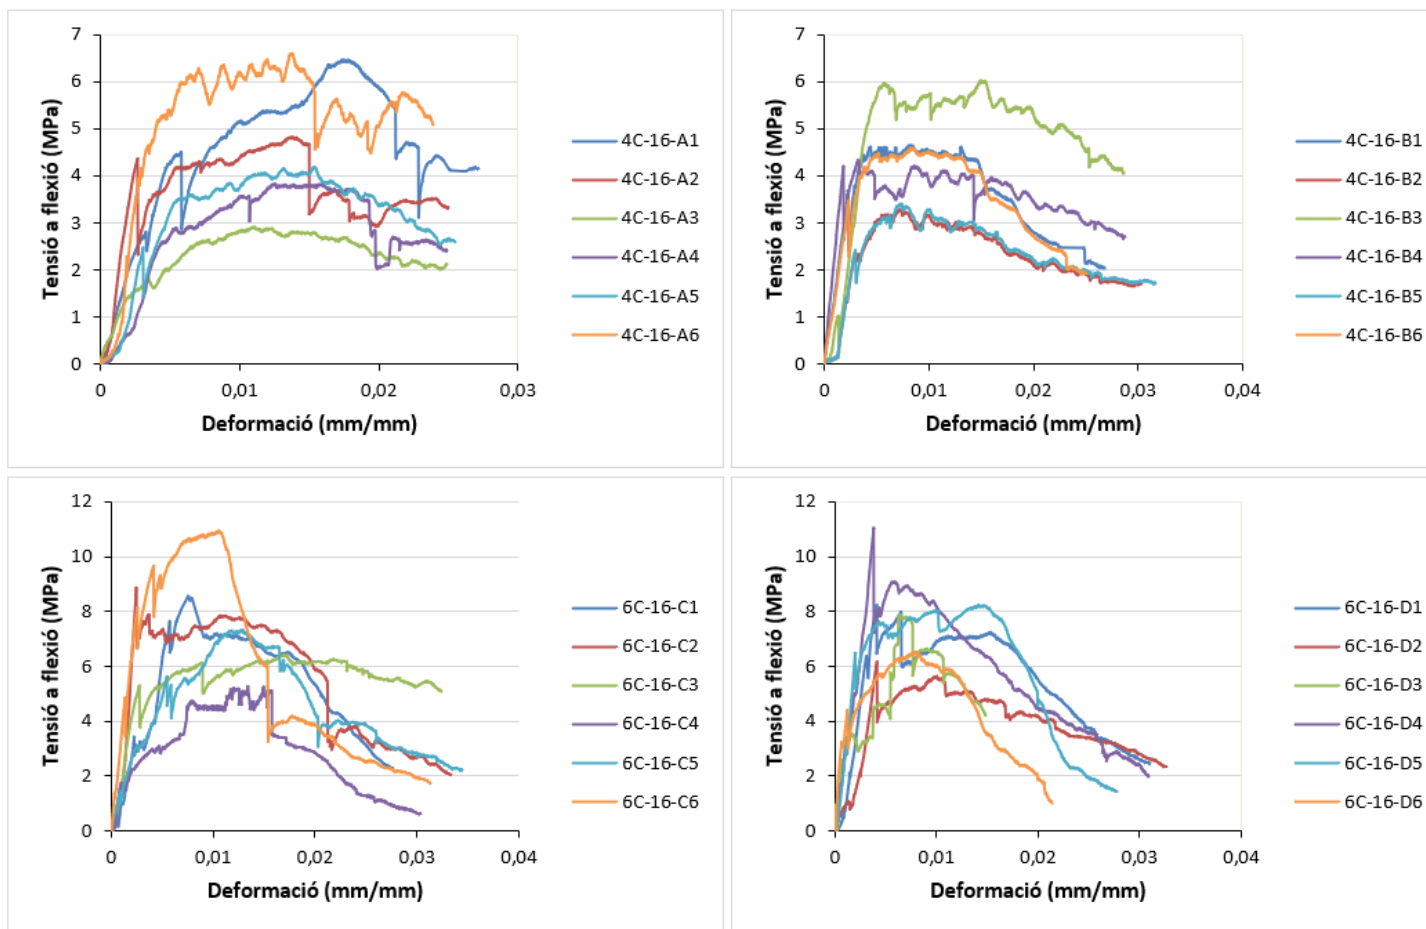 7
6
5
4
3
2
1
0
Tensió a flexió (MPa)
0 0,01 0,02 0,03
Deformació (mm/mm)
4C-16-A1
4C-16-A2
4C-16-A3
4C-16-A4
4C-16-A5
4C-16-A6
7
6
5
4
3
2
1
0
Tensió a flexió (MPa)
0 0,01 0,02 0,03 0,04
Deformació (mm/mm)
4C-16-B1
4C-16-B2
4C-16-B3
4C-16-B4
4C-16-B5
4C-16-B6
12
10
8
6
4
2
0
Tensió a flexió (MPa)
0 0,01 0,02 0,03 0,04
Deformació (mm/mm)
6C-16-C1
6C-16-C2
6C-16-C3
6C-16-C4
6C-16-C5
6C-16-C6
12
10
8
6
4
2
0
Tensió a flexió (MPa)
0 0,01 0,02 0,03 0,04
Deformació (mm/mm)
6C-16-D1
6C-16-D2
6C-16-D3
6C-16-D4
6C-16-D5
6C-16-D6